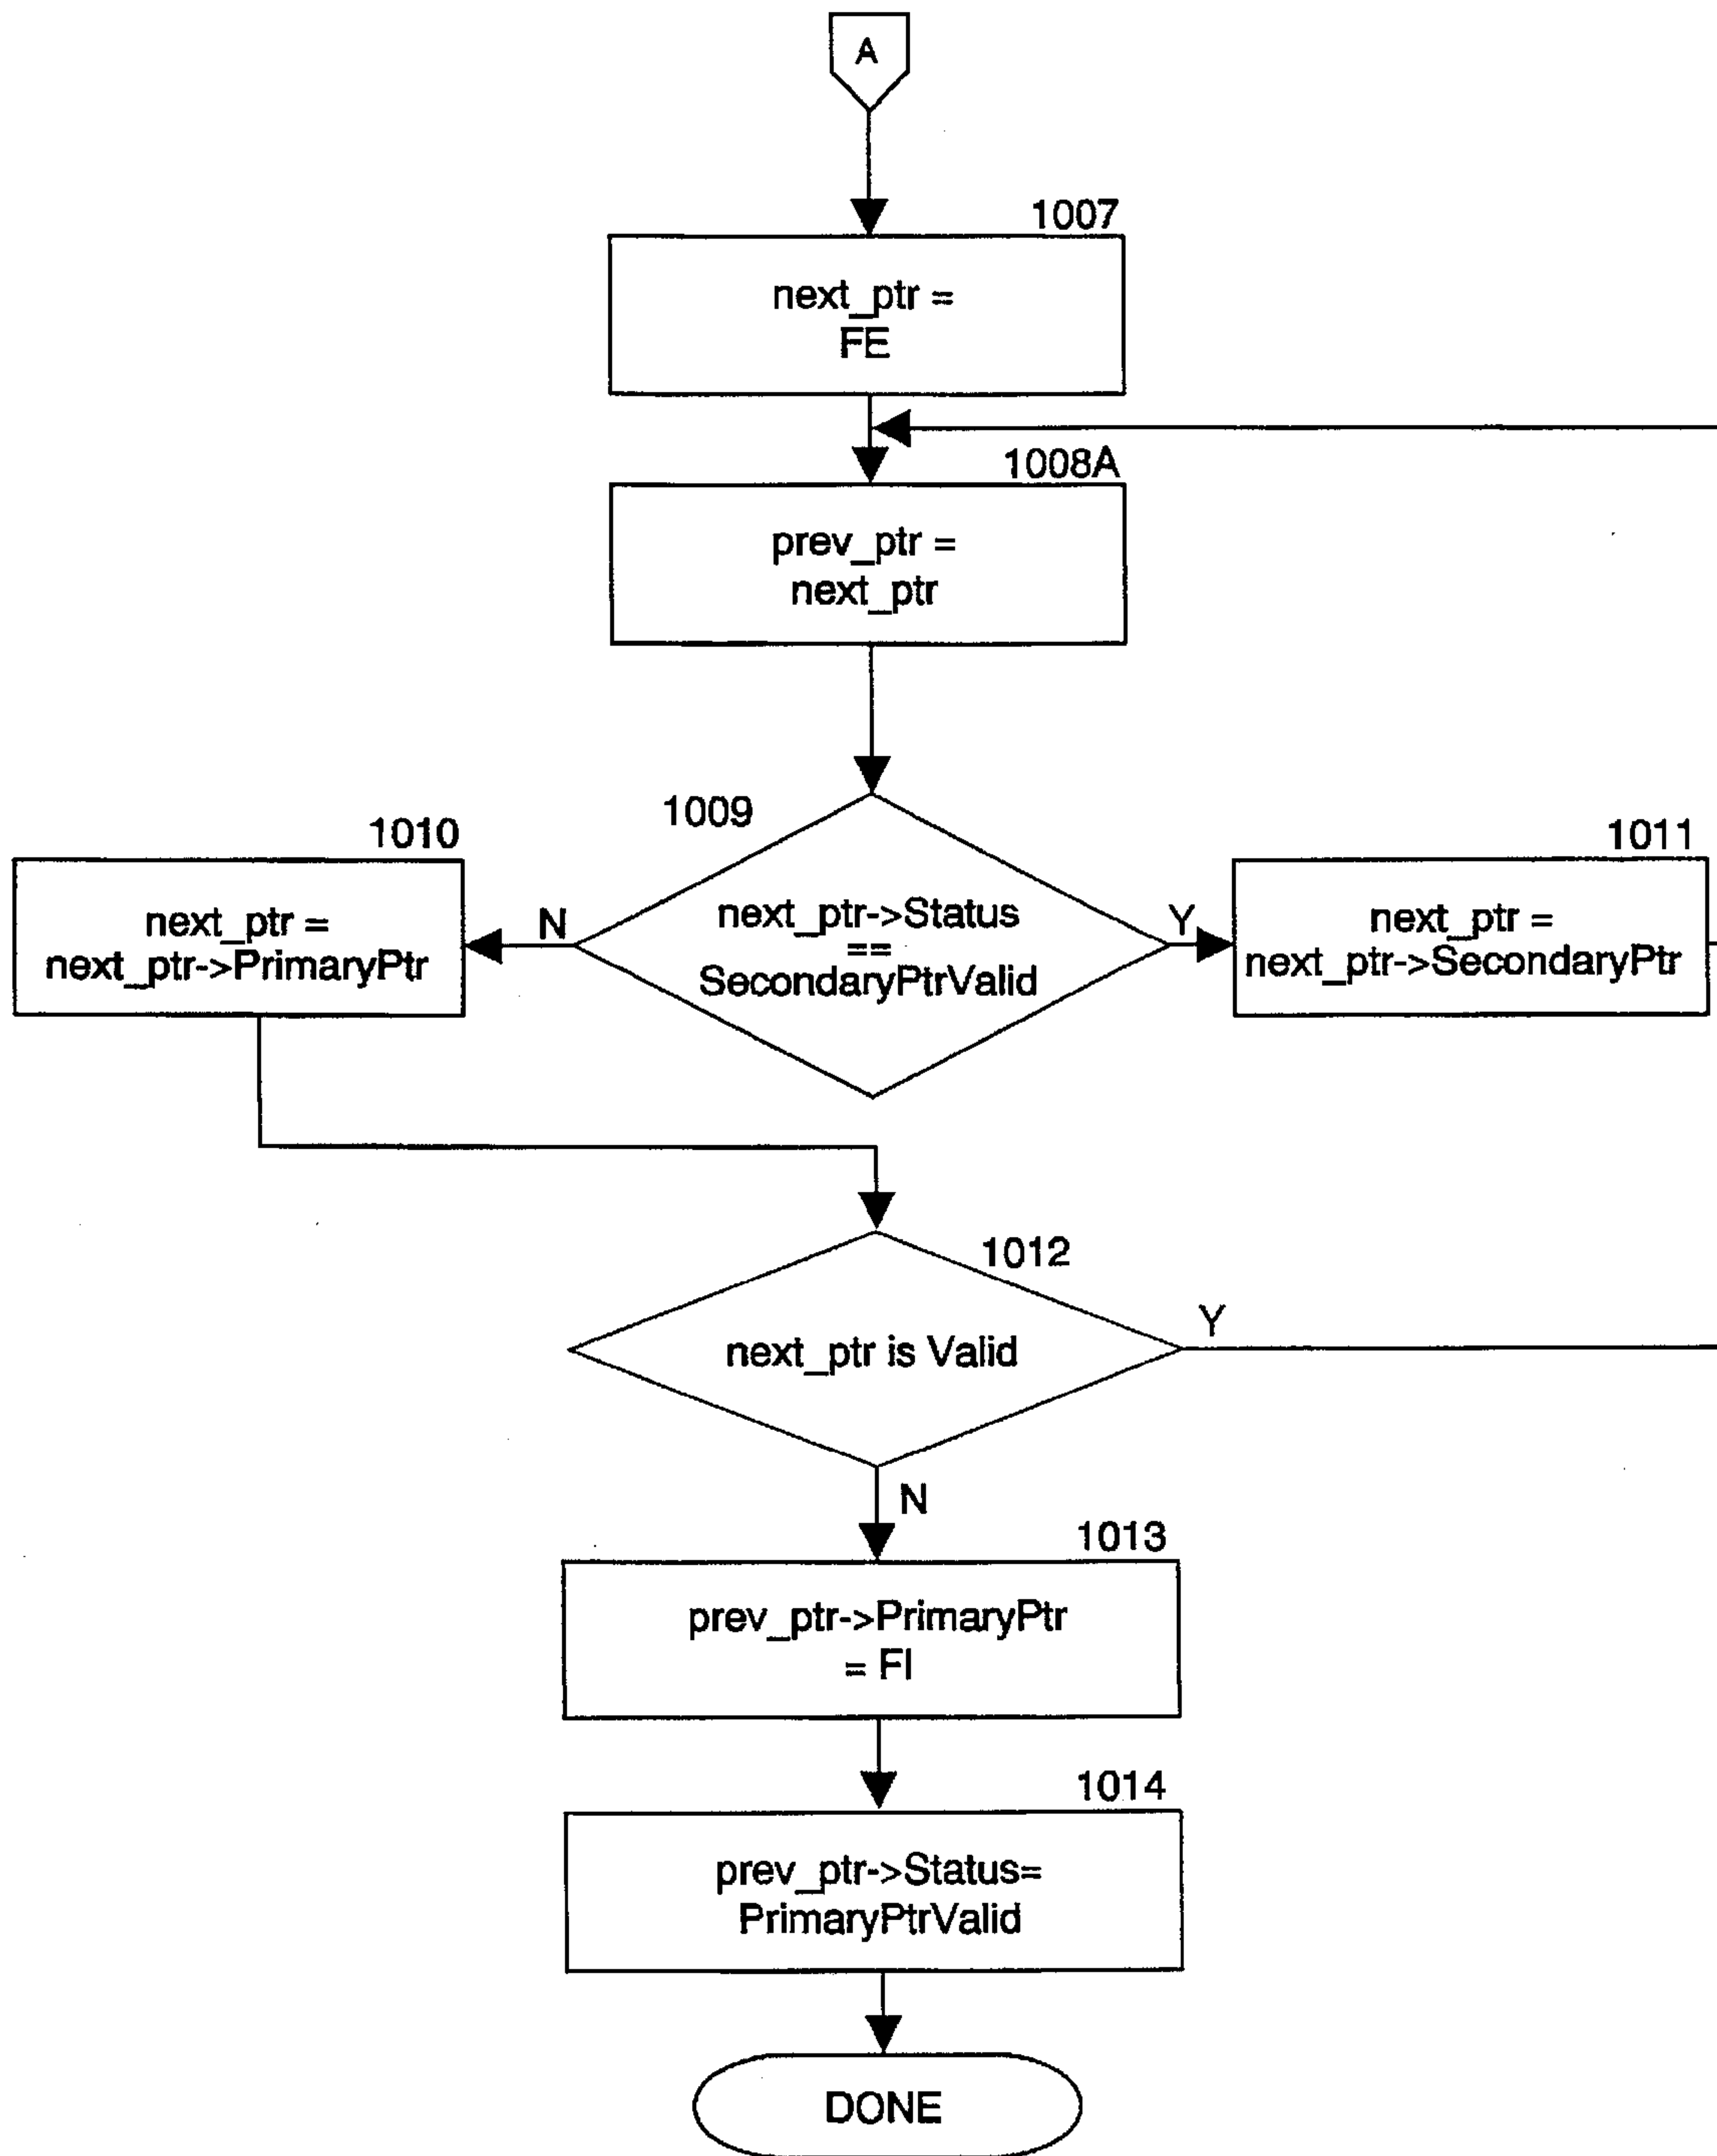 A
1007
next_ptr =
FE
1008A
prev_ptr =
next_ptr
1009
next_ptr->Status
==
SecondaryPtrValid
N
Y
1010
next_ptr =
next_ptr->PrimaryPtr
1011
next_ptr =
next_ptr->SecondaryPtr
1012
next_ptr is Valid
Y
N
1013
prev_ptr->PrimaryPtr
= FI
1014
prev_ptr->Status=
PrimaryPtrValid
DONE